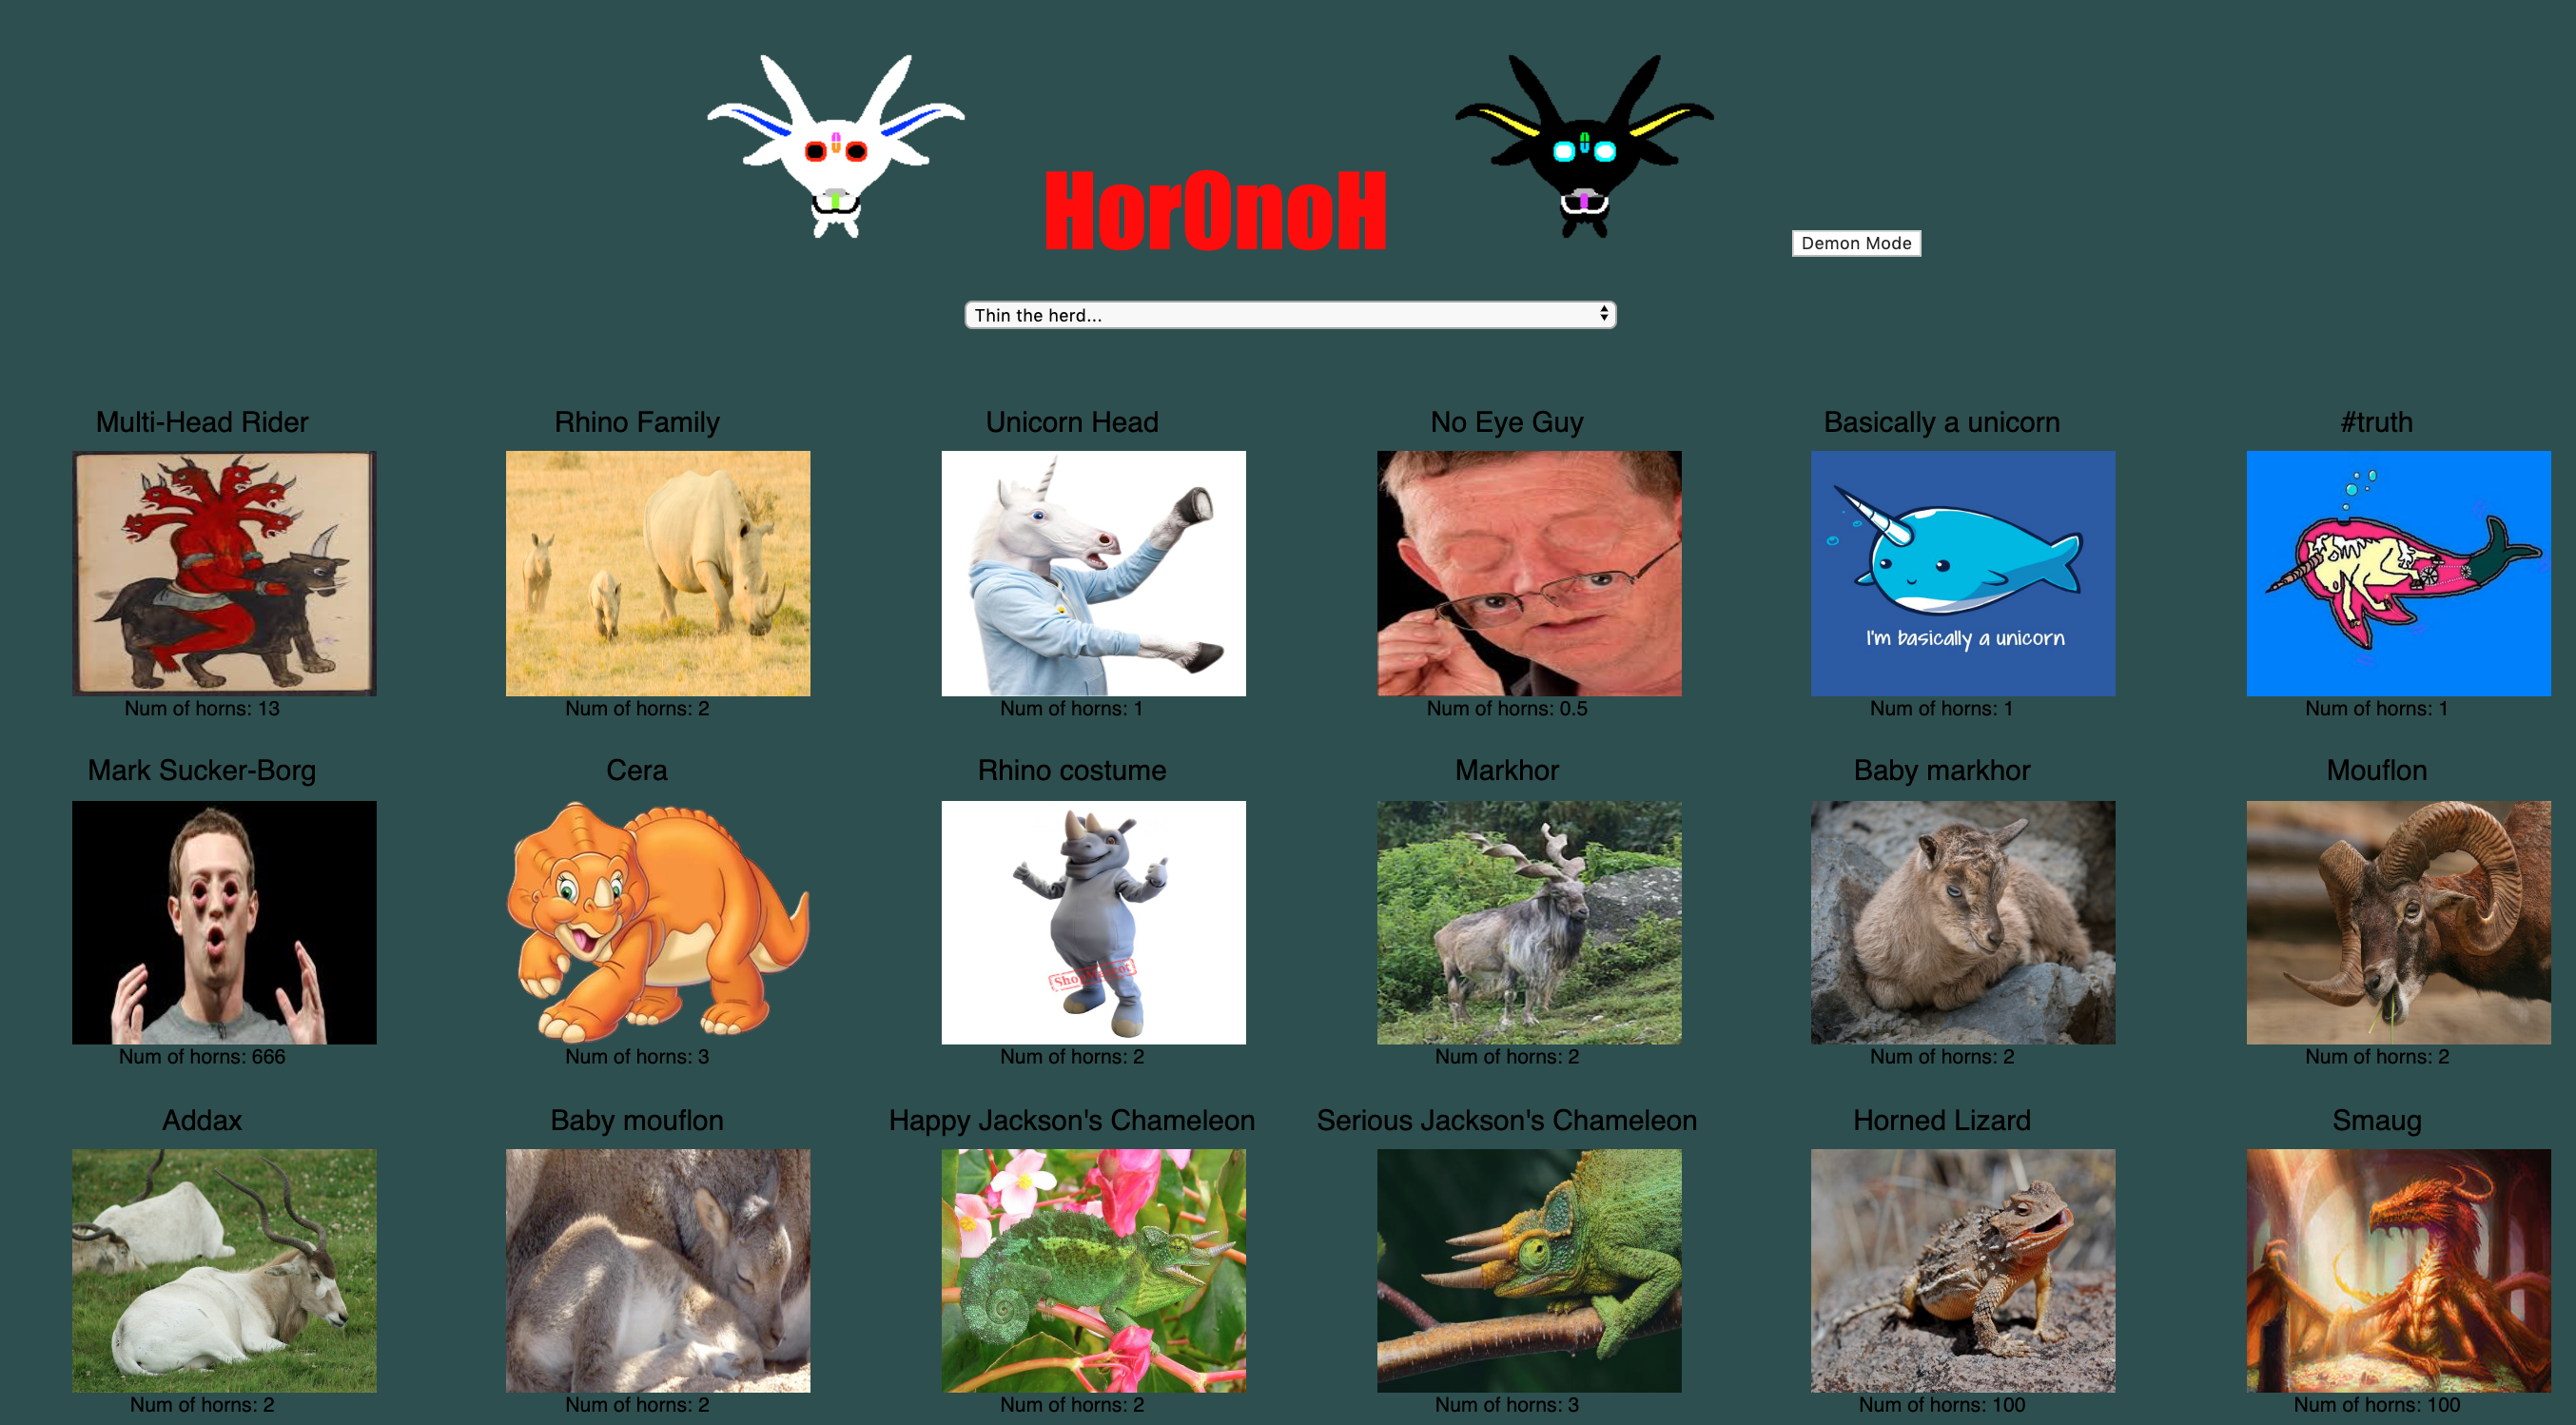 HorOnoH
Demon Mode
Thin the herd...
Multi-Head Rider
Rhino Family
Unicorn Head
No Eye Guy
Basically a unicorn
#truth
I'm basically a unicorn
Num of horns: 13
Num of horns: 2
Num of horns: 1
Num of horns: 0.5
Num of horns: 1
Num of horns: 1
Mark Sucker-Borg
Cera
Rhino costume
Markhor
Baby markhor
Mouflon
Num of horns: 666
Num of horns: 3
Num of horns: 2
Num of horns: 2
Num of horns: 2
Num of horns: 2
Addax
Baby mouflon
Happy Jackson's Chameleon
Serious Jackson's Chameleon
Horned Lizard
Smaug
Num of horns: 2
Num of horns: 2
Num of horns: 2
Num of horns: 3
Num of horns: 100
Num of horns: 100